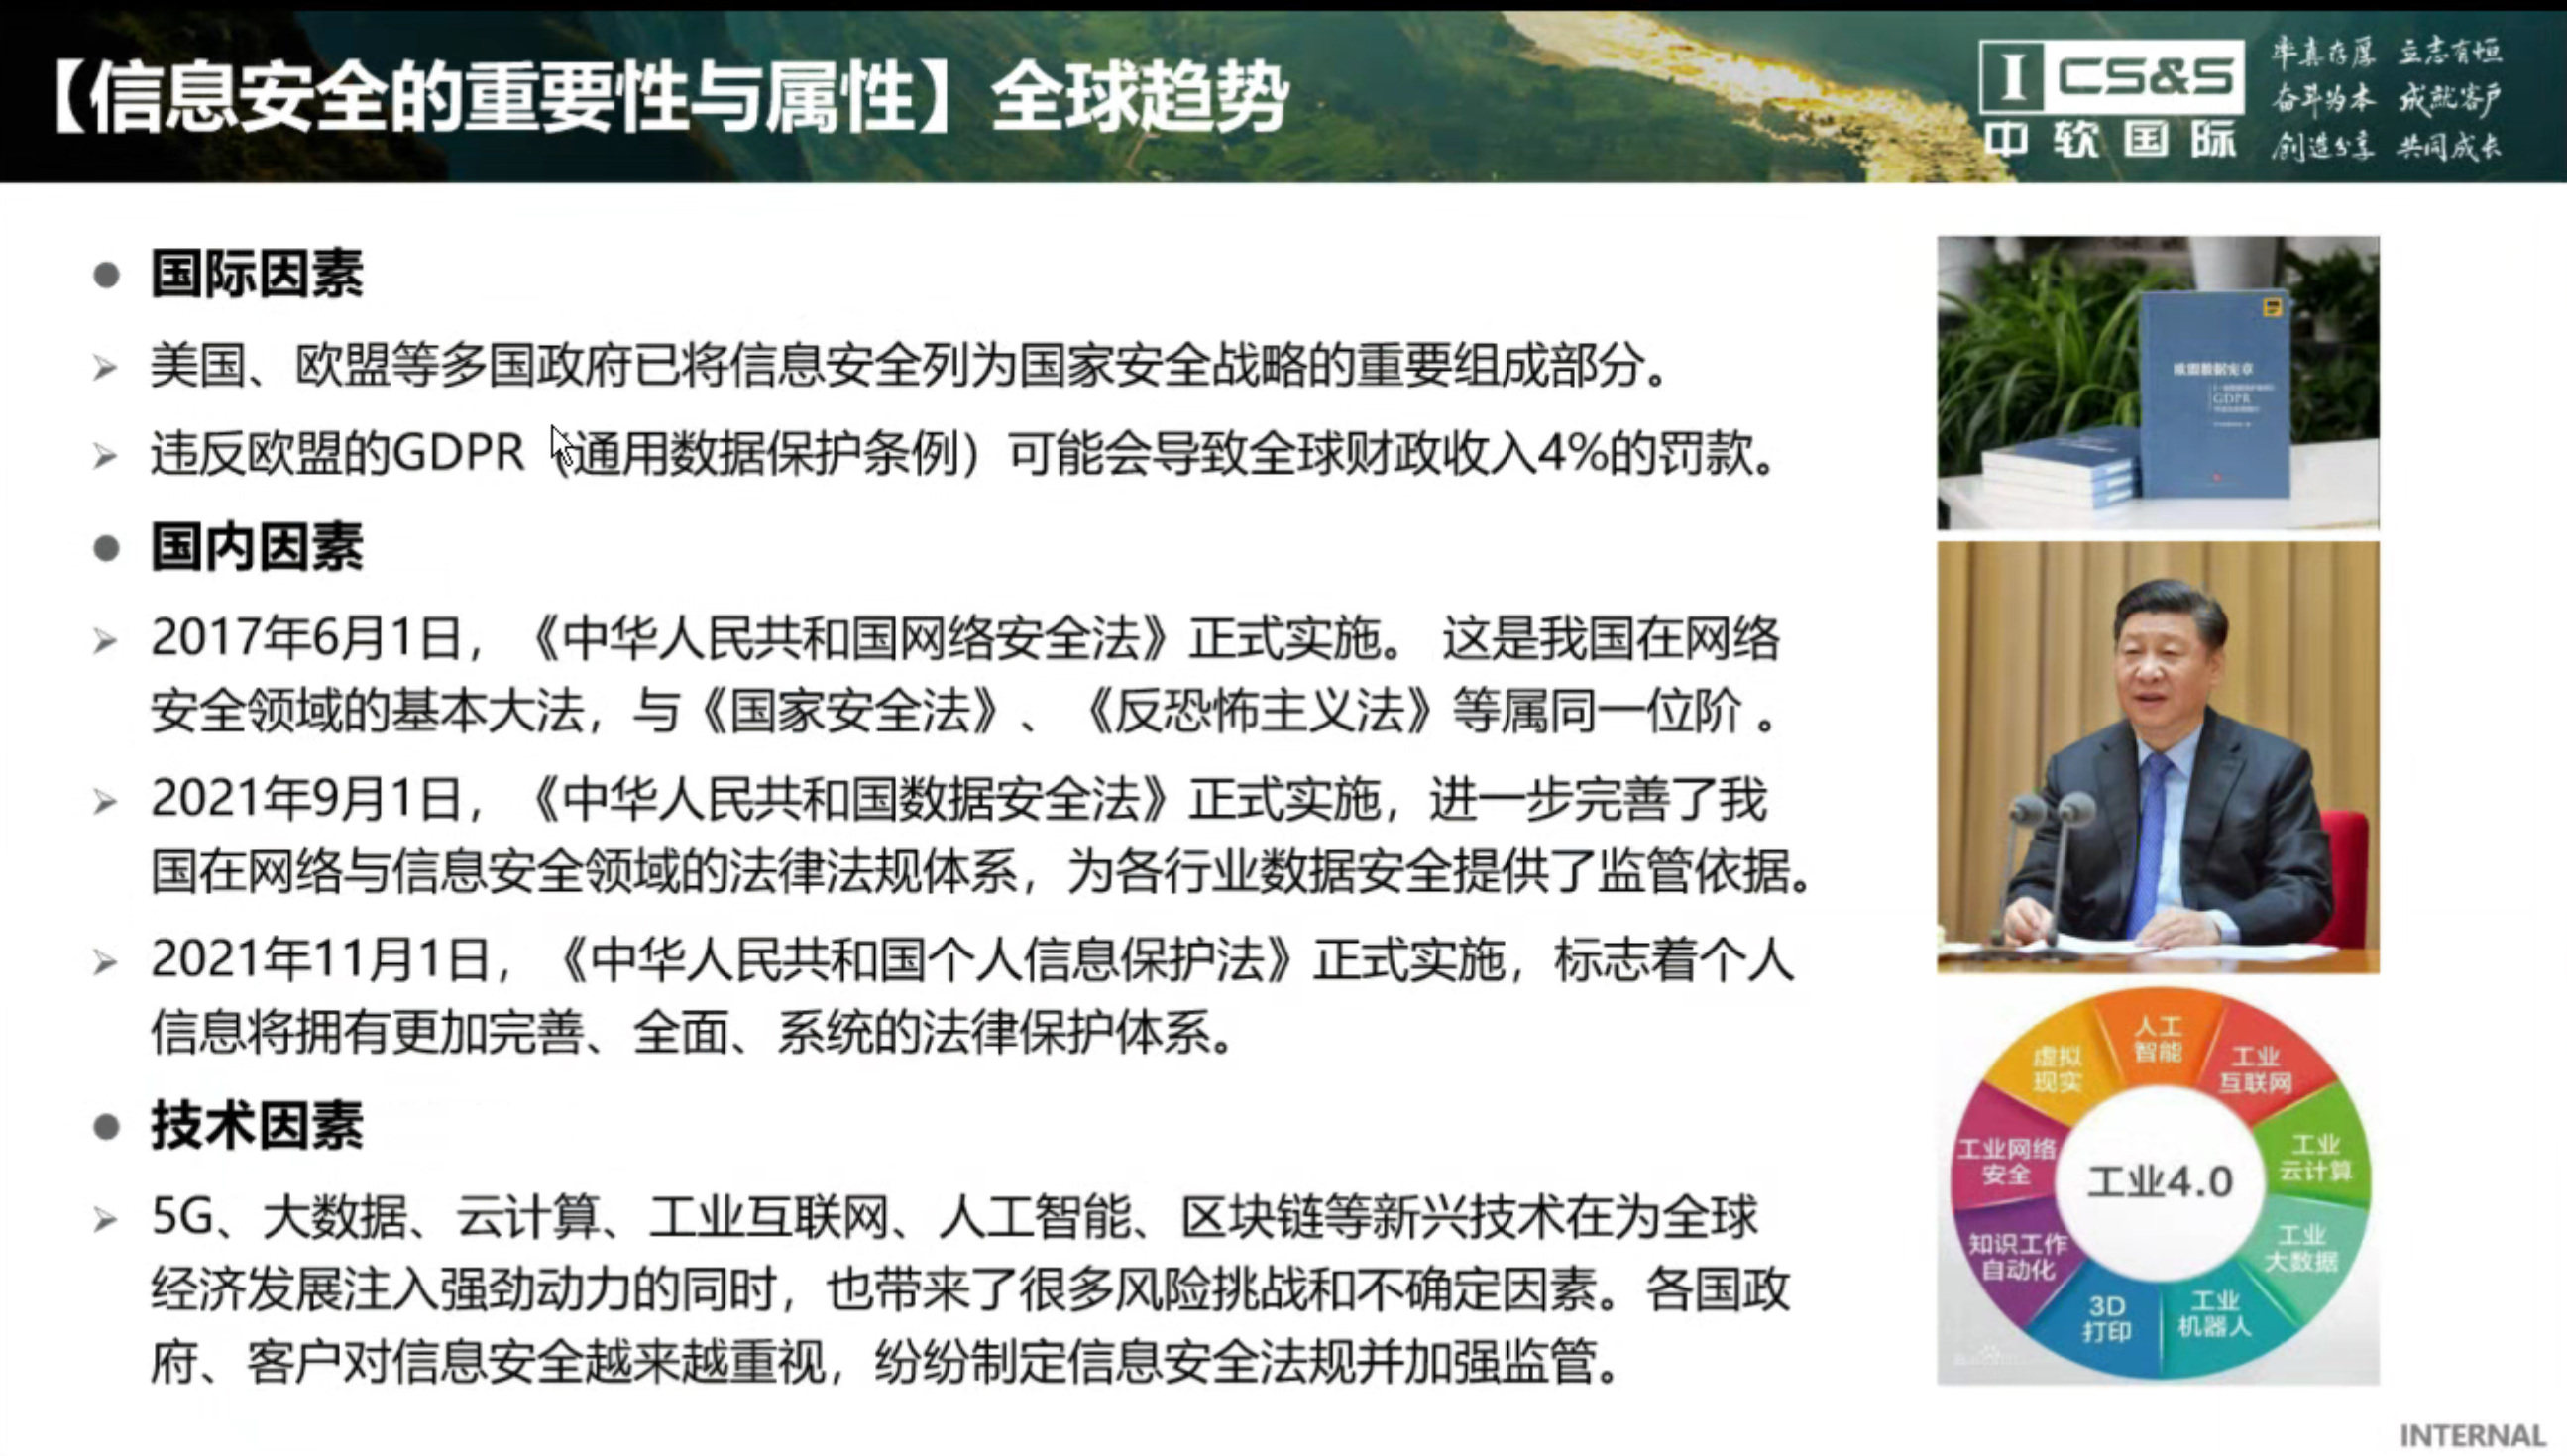 【信息安全的重要性与属性】全球趋势
I CS&S
中软国际
率真存厚 立志有恒
奋斗为本 成就客户
创造分享 共同成长
国际因素
美国、欧盟等多国政府已将信息安全列为国家安全战略的重要组成部分。
违反欧盟的GDPR（通用数据保护条例）可能会导致全球财政收入4%的罚款。
国内因素
2017年6月1日，《中华人民共和国网络安全法》正式实施。 这是我国在网络
安全领域的基本大法，与《国家安全法》、《反恐怖主义法》等属同一位阶 。
2021年9月1日，《中华人民共和国数据安全法》正式实施，进一步完善了我
国在网络与信息安全领域的法律法规体系，为各行业数据安全提供了监管依据。
2021年11月1日，《中华人民共和国个人信息保护法》正式实施，标志着个人
信息将拥有更加完善、全面、系统的法律保护体系。
技术因素
5G、大数据、云计算、工业互联网、人工智能、区块链等新兴技术在为全球
经济发展注入强劲动力的同时，也带来了很多风险挑战和不确定因素。各国政
府、客户对信息安全越来越重视，纷纷制定信息安全法规并加强监管。
欧盟数据宪章
GDPR
人工
智能
工业
互联网
工业
云计算
工业
大数据
工业
机器人
3D
打印
知识工作
自动化
工业网络
安全
虚拟
现实
工业4.0
INTERNAL